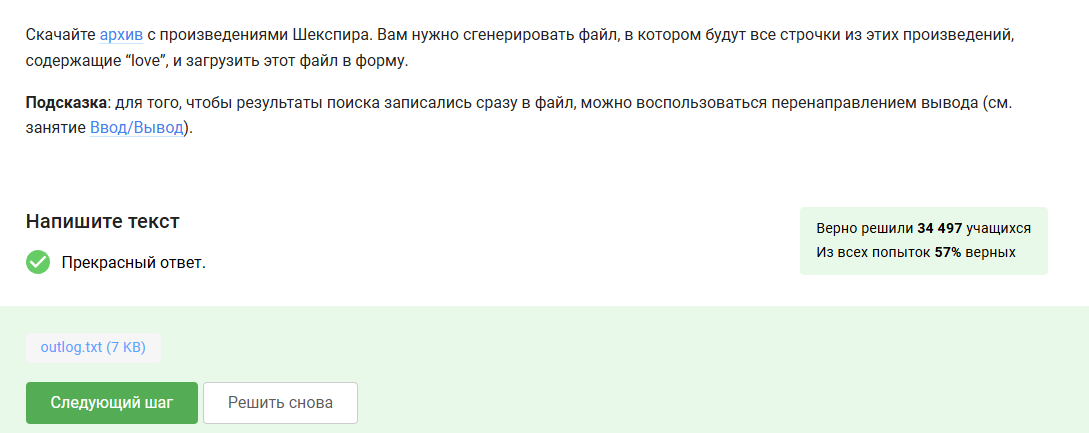 Скачайте архив с произведениями Шекспира. Вам нужно сгенерировать файл, в котором будут все строчки из этих произведений,
содержащие “love”, и загрузить этот файл в форму.
Подсказка: для того, чтобы результаты поиска записались сразу в файл, можно воспользоваться перенаправлением вывода (см.
занятие Ввод/Вывод).
Напишите текст
Верно решили 34 497 учащихся
Из всех попыток 57% верных
Прекрасный ответ.
outlog.txt (7 KB)
Следующий шаг
Решить снова